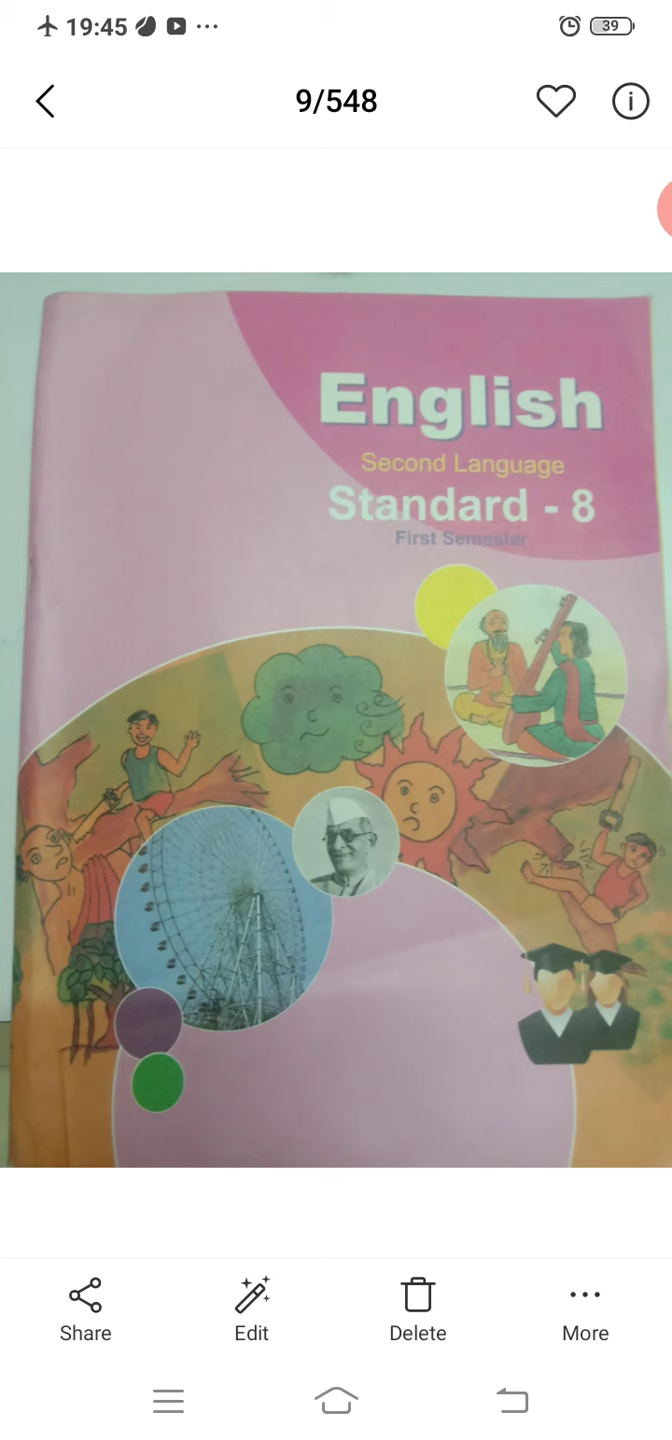 19:45
39
9/548
English
Second Language
Standard - 8
First Semester
Share
Edit
Delete
More